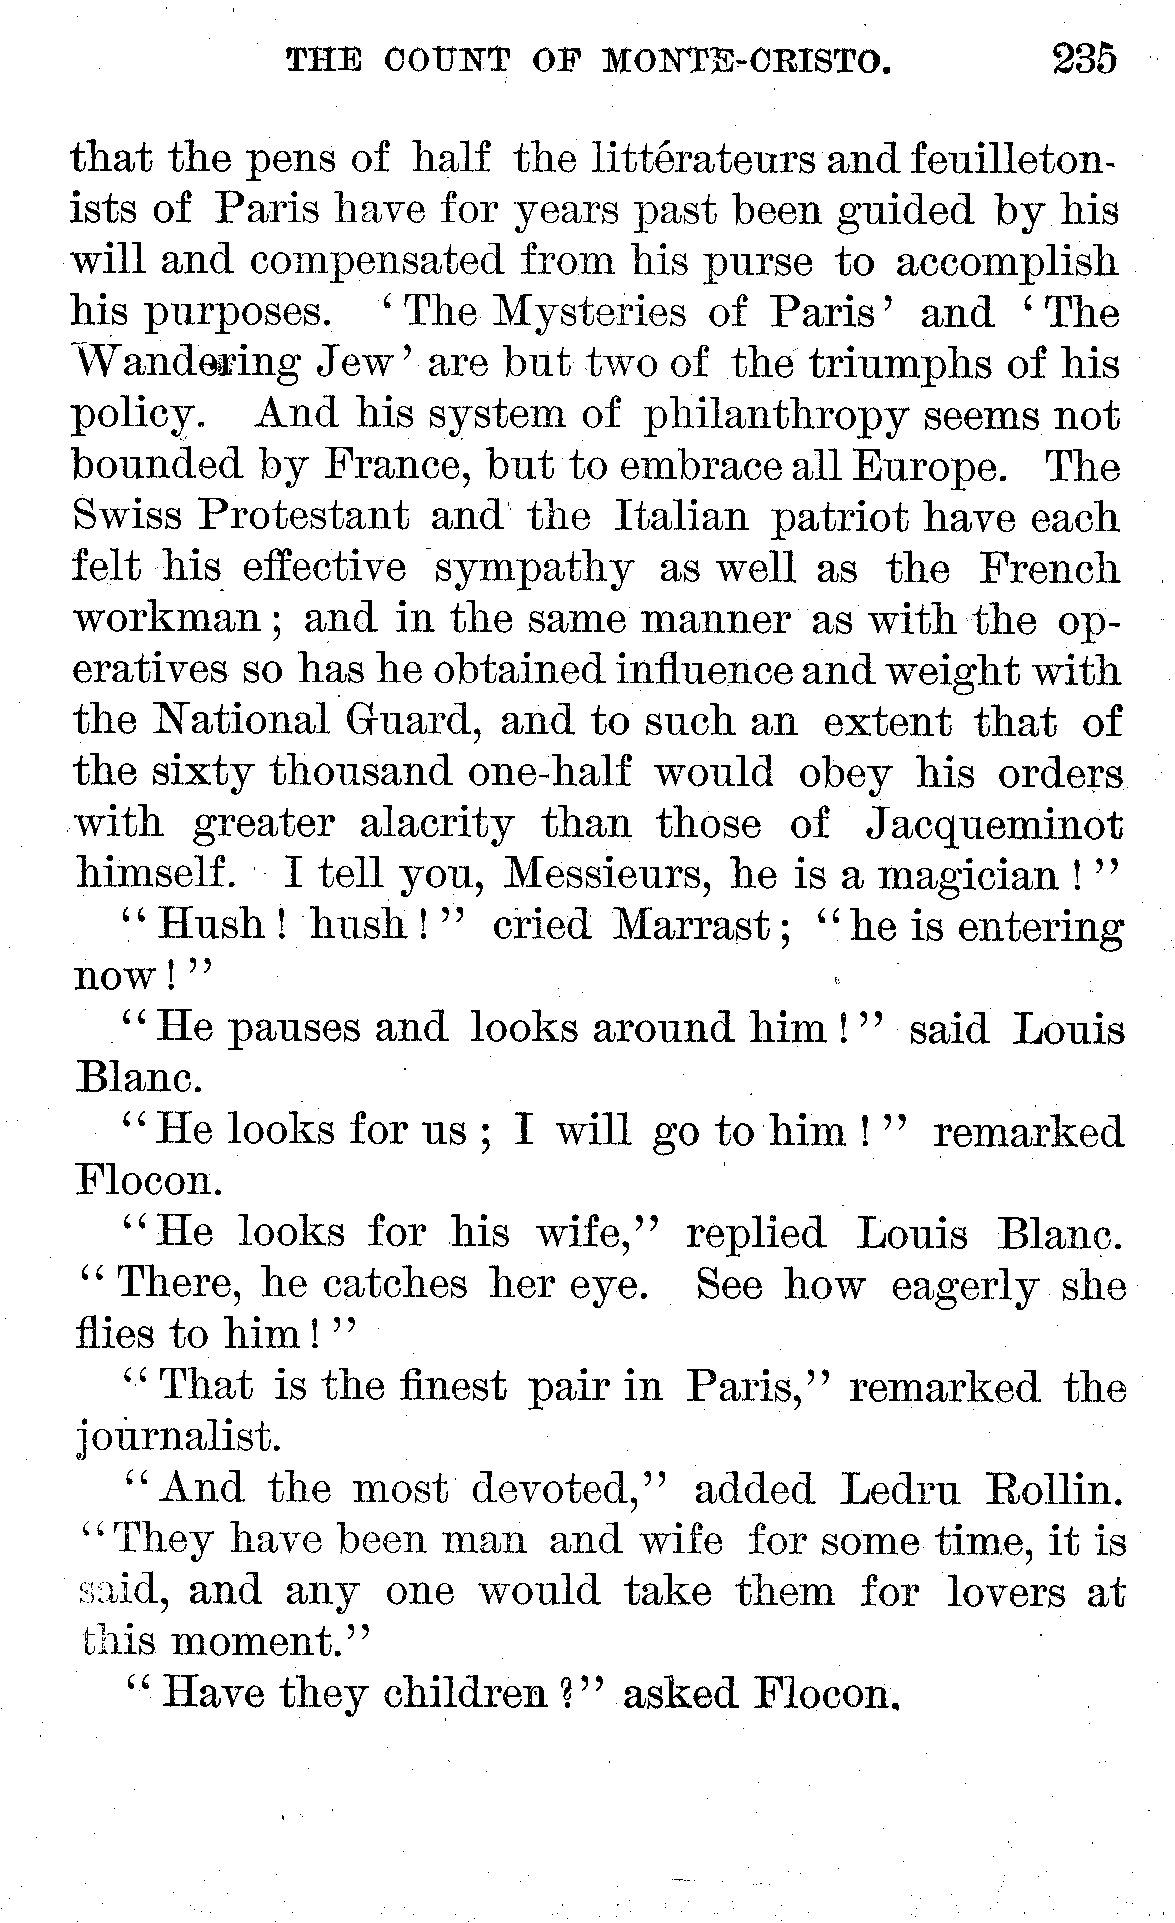 THE COUNT OF MONTE-CRISTO. 235
that the pens of half the littérateurs and feuilleton-
ists of Paris have for years past been guided by his
will and compensated from his purse to accomplish
his purposes. ‘The Mysteries of Paris’ and ‘The
Wandering Jew’ are but two of the triumphs of his
policy. And his system of philanthropy seems not
bounded by France, but to embrace all Europe. The
Swiss Protestant and the Italian patriot have each
felt his effective sympathy as well as the French
workman; and in the same manner as with the op-
eratives so has he obtained influence and weight with
the National Guard, and to such an extent that of
the sixty thousand one-half would obey his orders
with greater alacrity than those of Jacqueminot
himself. I tell you, Messieurs, he is a magician!”
“Hush! hush!” cried Marrast; “he is entering
now!”
“He pauses and looks around him!” said Louis
Blanc.
“He looks for us; I will go to him!” remarked
Flocon.
“He looks for his wife,” replied Louis Blanc.
“There, he catches her eye. See how eagerly she
flies to him!”
“That is the finest pair in Paris,” remarked the
journalist.
“And the most devoted,” added Ledru Rollin.
“They have been man and wife for some time, it is
said, and any one would take them for lovers at
this moment.”
“Have they children?” asked Flocon.